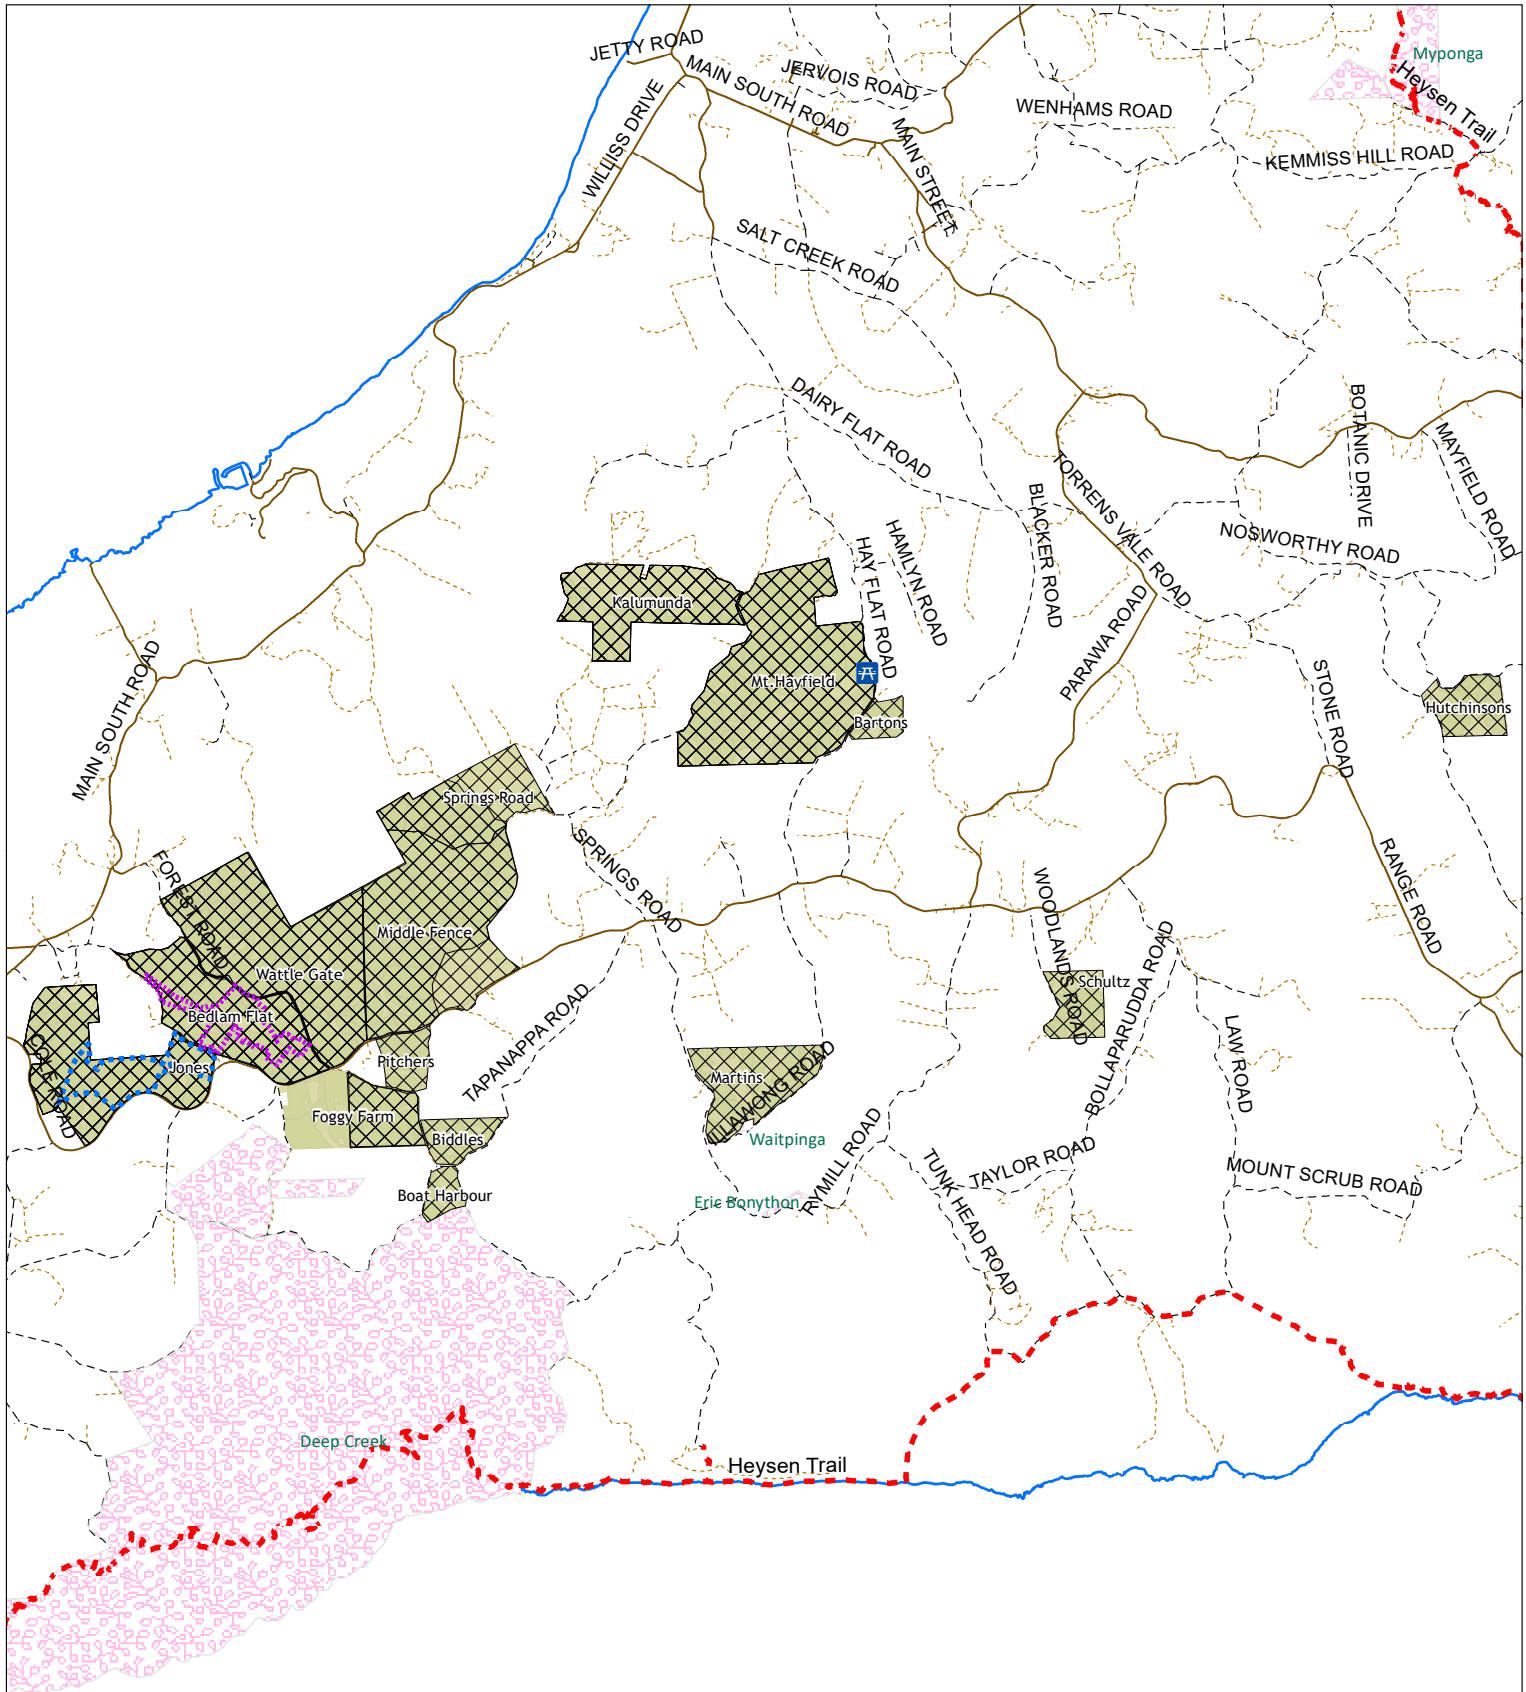 JETTY ROAD
MAIN SOUTH ROAD
JERVOIS ROAD
Myponga
Heysen Trail
WENHAMS ROAD
KEMMISS HILL ROAD
WILLISS DRIVE
MAIN STREET
SALT CREEK ROAD
DAIRY FLAT ROAD
BOTANIC DRIVE
MAYFIELD ROAD
TORRENS VALE ROAD
BLACKER ROAD
NOSWORTHY ROAD
HAY FLAT ROAD
HAMLYN ROAD
Kalumunda
PARAWA ROAD
MAIN SOUTH ROAD
Mt.Hayfield
STONE ROAD
Hutchinsons
Bartons
Springs Road
SPRINGS ROAD
FOREST ROAD
RANGE ROAD
WOODLANDS ROAD
Middle Fence
Wattle Gate
BOLLAPARUDDA ROAD
Schultz
Bedlam Flat
TAPANAPPA ROAD
LAW ROAD
COLE ROAD
Jones
Pitchers
Martins
ILLAWONG ROAD
Foggy Farm
Biddles
Waitpinga
RYMILL ROAD
TUNK HEAD ROAD
TAYLOR ROAD
MOUNT SCRUB ROAD
Boat Harbour
Eric Bonython
Deep Creek
Heysen Trail